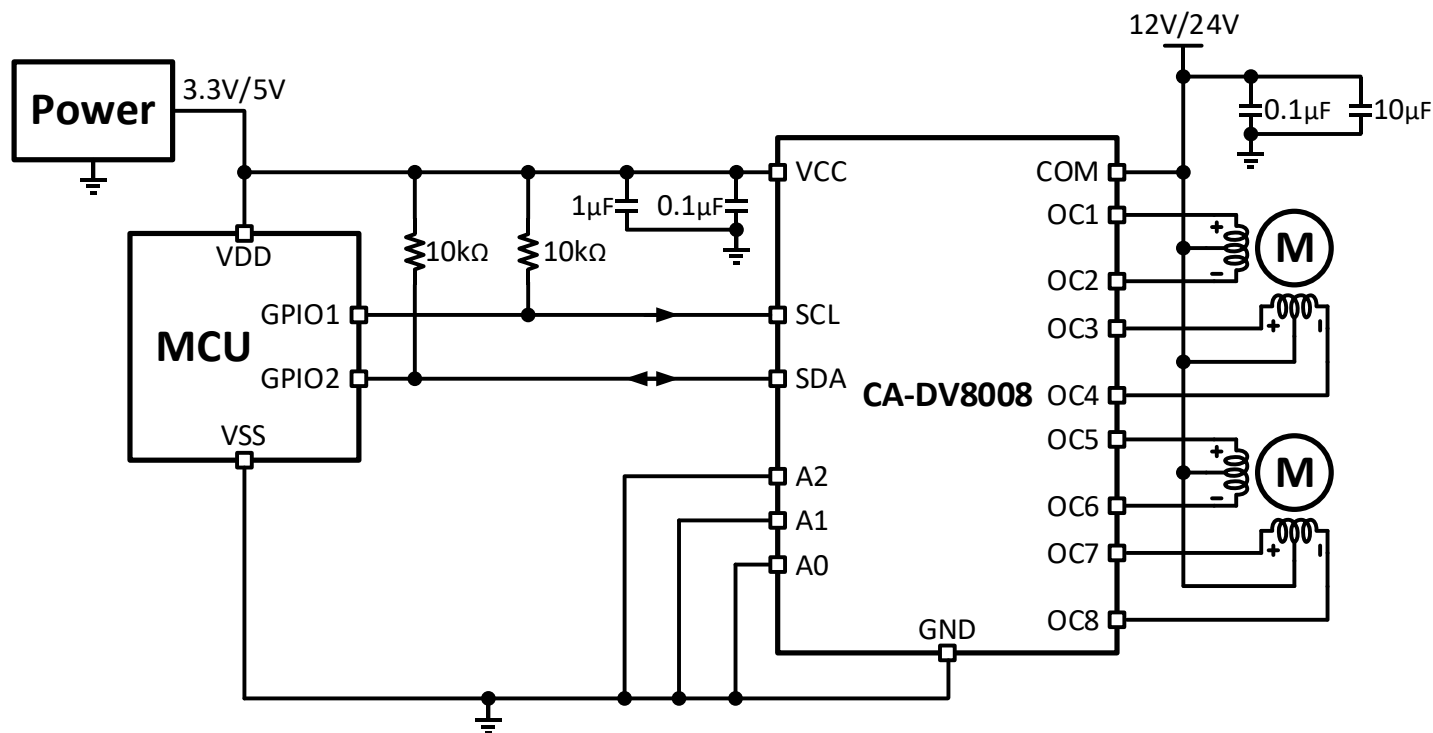 12V/24V
Power
3.3V/5V
0.1μF
10μF
VCC
COM
1μF
0.1μF
OC1
VDD
10kΩ
10kΩ
+
M
−
OC2
GPIO1
SCL
OC3
+
−
MCU
GPIO2
SDA
CA-DV8008
OC4
VSS
OC5
+
M
−
A2
OC6
A1
OC7
+
−
A0
GND
OC8